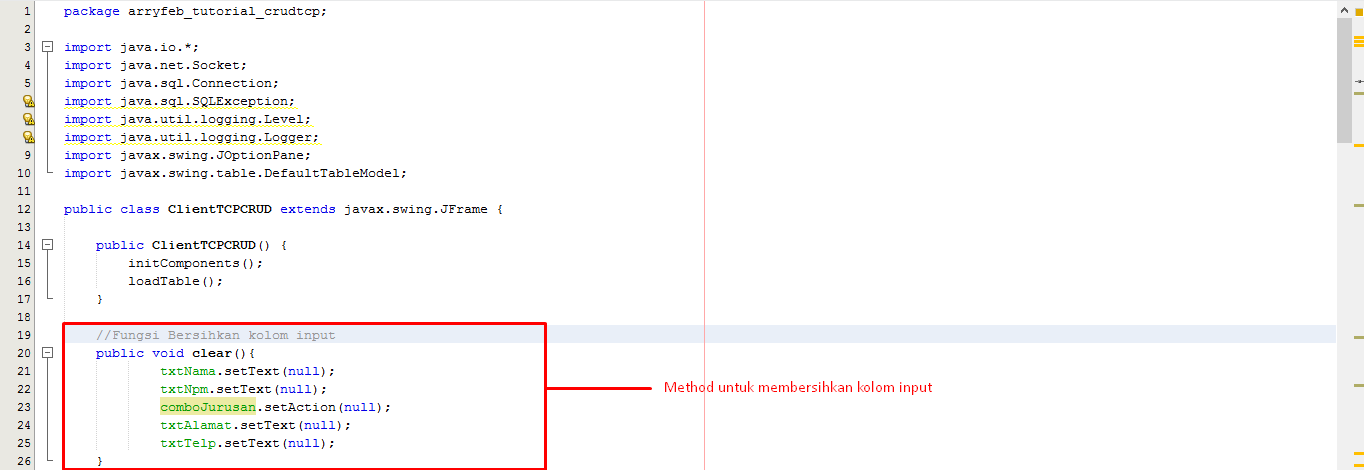 1 package arryfeb_tutorial_crudtcp;
2
3 import java.io.*;
4 import java.net.Socket;
5 import java.sql.Connection;
import java.sql.SQLException;
import java.util.logging.Level;
import java.util.logging.Logger;
9 import javax.swing.JOptionPane;
10 import javax.swing.table.DefaultTableModel;
11
12 public class ClientTCPCRUD extends javax.swing.JFrame {
13
14 public ClientTCPCRUD() {
15 initComponents();
16 loadTable();
17 }
18
19 //Fungsi Bersihkan kolom input
20 public void clear(){
21 txtNama.setText(null);
22 txtNpm.setText(null);
Method untuk membersihkan kolom input
23 comboJurusan.setAction(null);
24 txtAlamat.setText(null);
25 txtTelp.setText(null);
26 }